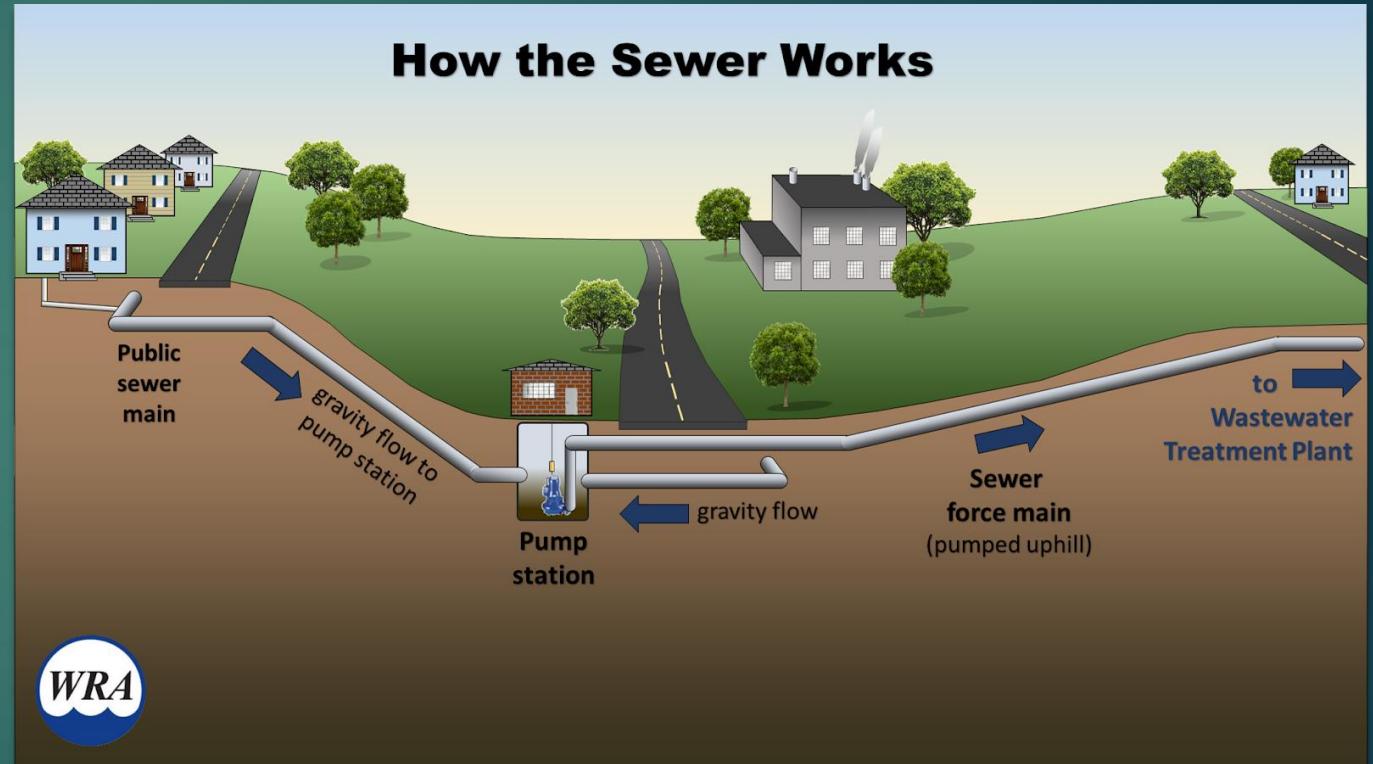 How the Sewer Works
Public
sewer
main
gravity flow to
pump station
Pump
station
gravity flow
Sewer
force main
(pumped uphill)
to
Wastewater
Treatment Plant
WRA